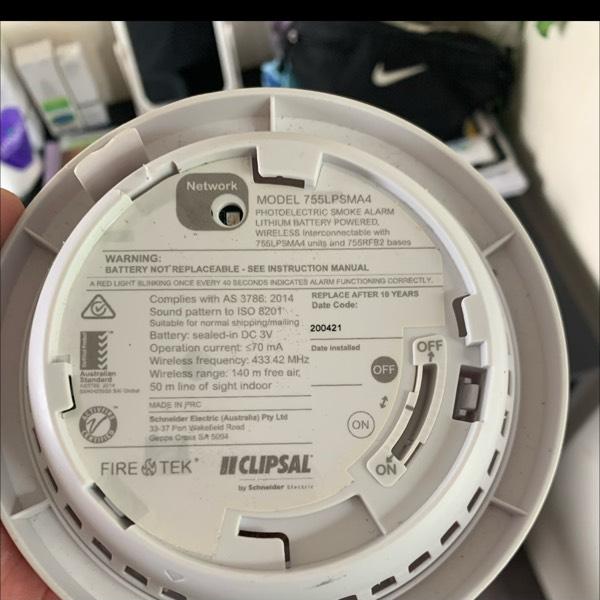 Network
MODEL 755LPSMA4
PHOTOELECTRIC SMOKE ALARM
LITHIUM BATTERY POWERED,
WIRELESS Interconnectable with
755LPSMA4 units and 755RFB2 bases
WARNING:
BATTERY NOT REPLACEABLE - SEE INSTRUCTION MANUAL
A RED LIGHT BLINKING ONCE EVERY 40 SECONDS INDICATES ALARM FUNCTIONING CORRECTLY.
Complies with AS 3786: 2014
Sound pattern to ISO 8201
Suitable for normal shipping/mailing
Battery: sealed-in DC 3V
Operation current: ≤70 mA
Wireless frequency: 433.42 MHz
Wireless range: 140 m free air,
50 m line of sight indoor
REPLACE AFTER 10 YEARS
Date Code:
200421
Date installed
OFF
ON
OFF
ON
Australian
Standard
MADE IN PRC
Schneider Electric (Australia) Pty Ltd
33-37 Port Wakefield Road
Gepps Cross SA 5094
FIRE TEK
CLIPSAL
by Schneider Electric